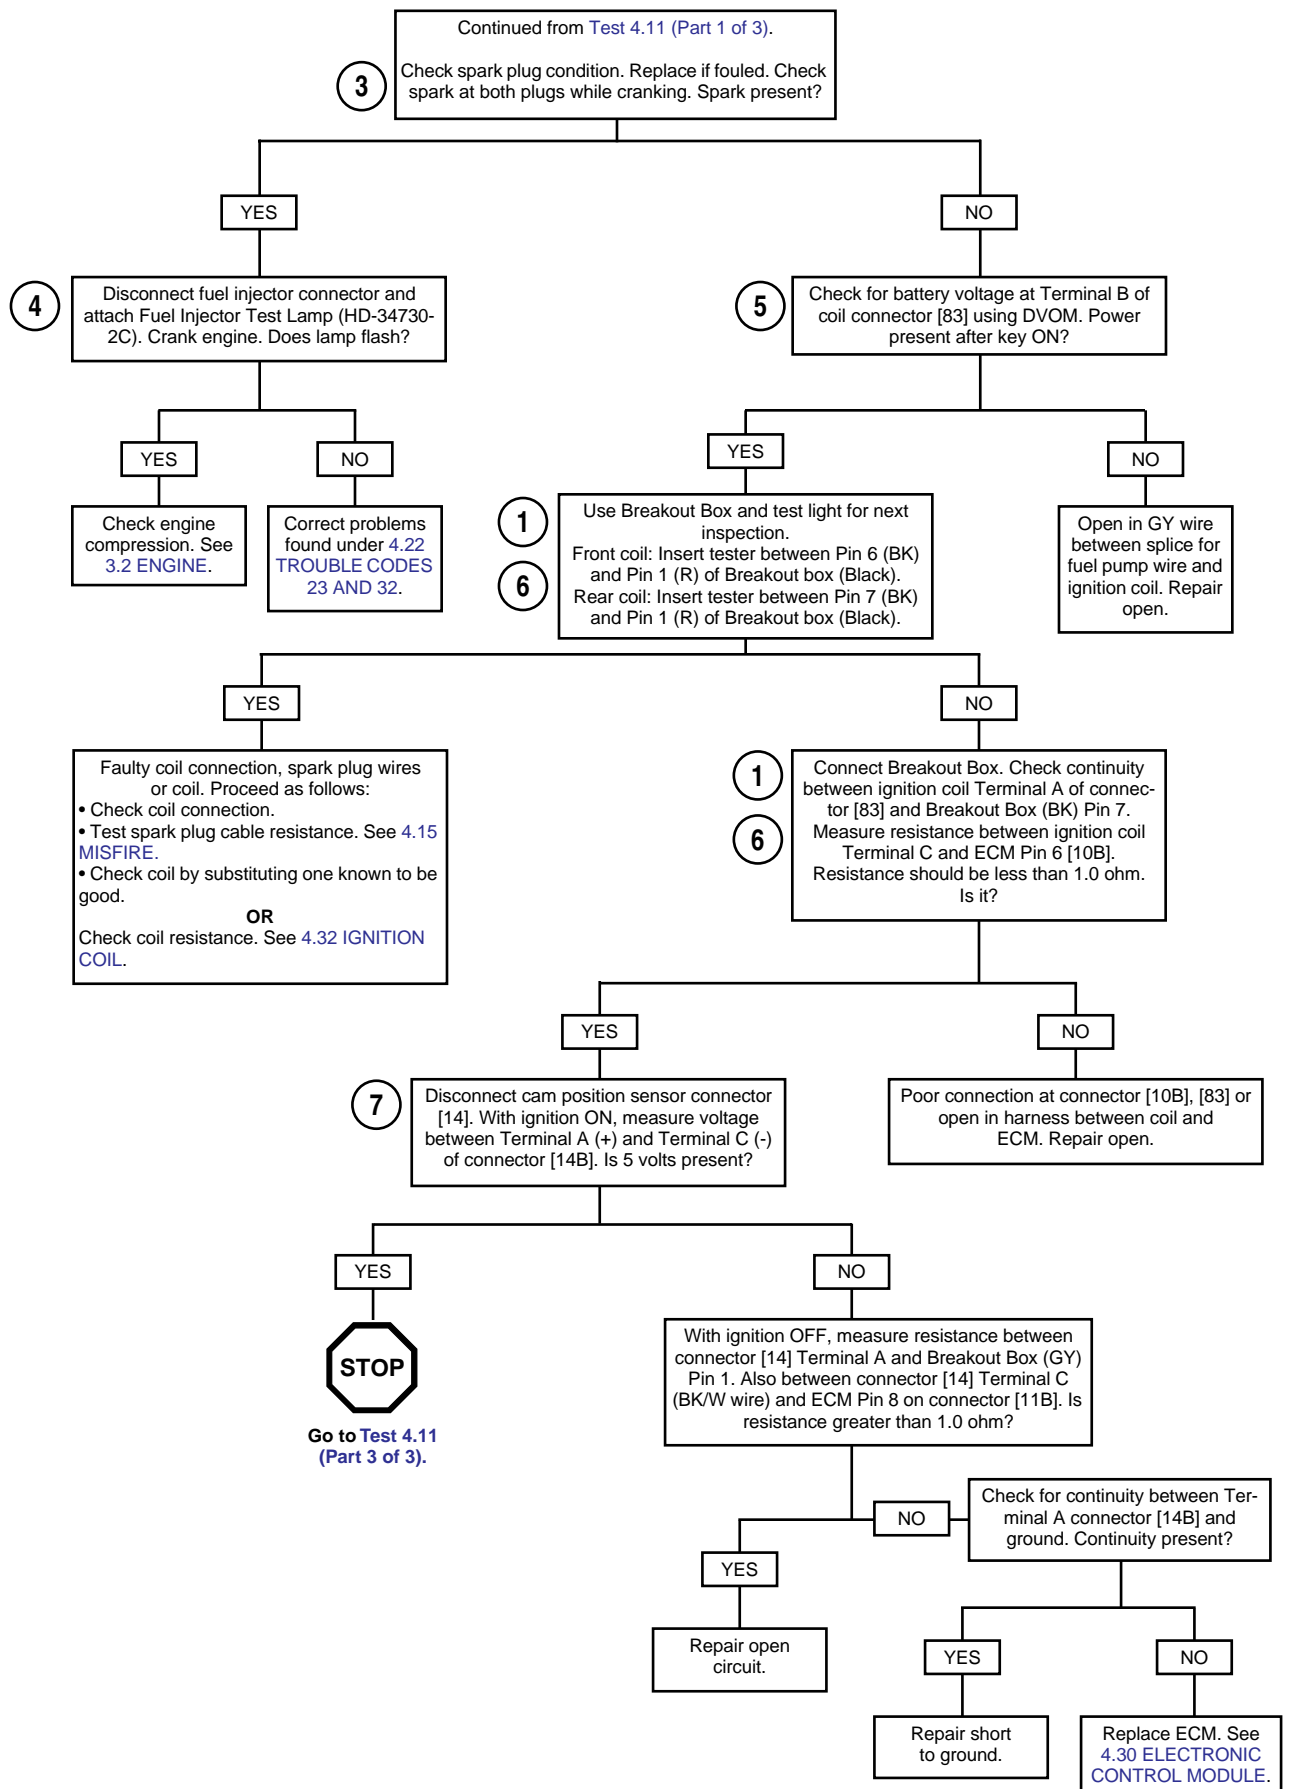 Continued from Test 4.11 (Part 1 of 3).
3
Check spark plug condition. Replace if fouled. Check
spark at both plugs while cranking. Spark present?
YES
NO
4
Disconnect fuel injector connector and
attach Fuel Injector Test Lamp (HD-34730-
2C). Crank engine. Does lamp flash?
5
Check for battery voltage at Terminal B of
coil connector [83] using DVOM. Power
present after key ON?
YES
NO
YES
NO
Check engine
compression. See
3.2 ENGINE.
Correct problems
found under 4.22
TROUBLE CODES
23 AND 32.
1
6
Use Breakout Box and test light for next
inspection.
Front coil: Insert tester between Pin 6 (BK)
and Pin 1 (R) of Breakout box (Black).
Rear coil: Insert tester between Pin 7 (BK)
and Pin 1 (R) of Breakout box (Black).
Open in GY wire
between splice for
fuel pump wire and
ignition coil. Repair
open.
YES
NO
Faulty coil connection, spark plug wires
or coil. Proceed as follows:
• Check coil connection.
• Test spark plug cable resistance. See 4.15
MISFIRE.
• Check coil by substituting one known to be
good.
OR
Check coil resistance. See 4.32 IGNITION
COIL.
1
6
Connect Breakout Box. Check continuity
between ignition coil Terminal A of connec-
tor [83] and Breakout Box (BK) Pin 7.
Measure resistance between ignition coil
Terminal C and ECM Pin 6 [10B].
Resistance should be less than 1.0 ohm.
Is it?
YES
NO
7
Disconnect cam position sensor connector
[14]. With ignition ON, measure voltage
between Terminal A (+) and Terminal C (-)
of connector [14B]. Is 5 volts present?
Poor connection at connector [10B], [83] or
open in harness between coil and
ECM. Repair open.
YES
NO
STOP
Go to Test 4.11
(Part 3 of 3).
With ignition OFF, measure resistance between
connector [14] Terminal A and Breakout Box (GY)
Pin 1. Also between connector [14] Terminal C
(BK/W wire) and ECM Pin 8 on connector [11B]. Is
resistance greater than 1.0 ohm?
NO
Check for continuity between Ter-
minal A connector [14B] and
ground. Continuity present?
YES
Repair open
circuit.
YES
NO
Repair short
to ground.
Replace ECM. See
4.30 ELECTRONIC
CONTROL MODULE.